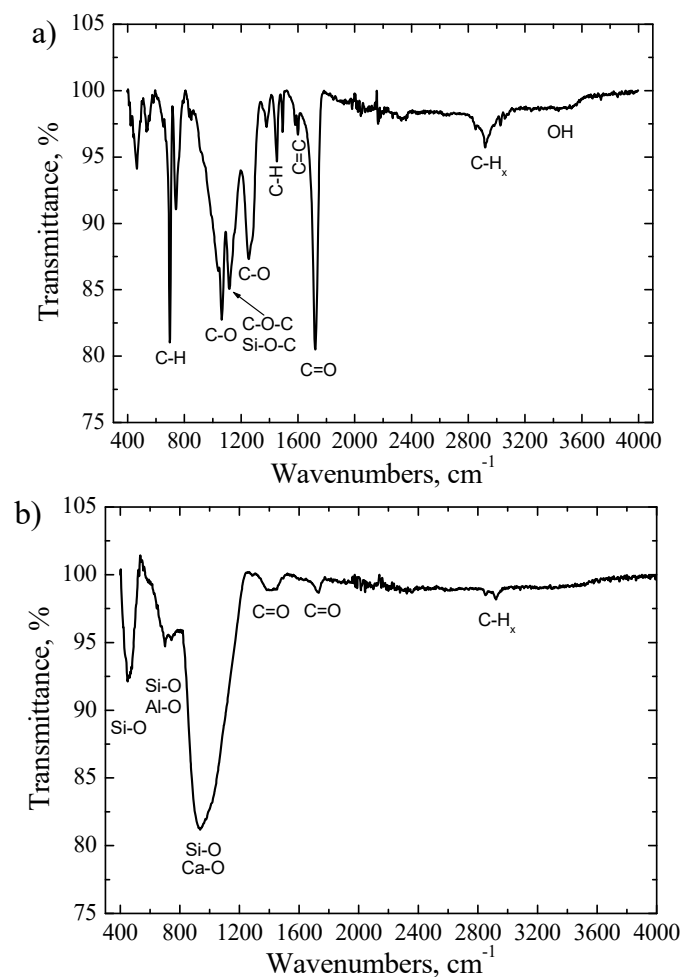 a)
105
100
95
90
85
80
75
Transmittance, %
C-H
C-O
C-O-C
Si-O-C
C-O
C-H
C=C
C=O
C-Hₓ
OH
400 800 1200 1600 2000 2400 2800 3200 3600 4000
Wavenumbers, cm⁻¹
b)
105
100
95
90
85
80
75
Transmittance, %
Si-O
Si-O
Al-O
Si-O
Ca-O
C=O
C=O
C-Hₓ
400 800 1200 1600 2000 2400 2800 3200 3600 4000
Wavenumbers, cm⁻¹